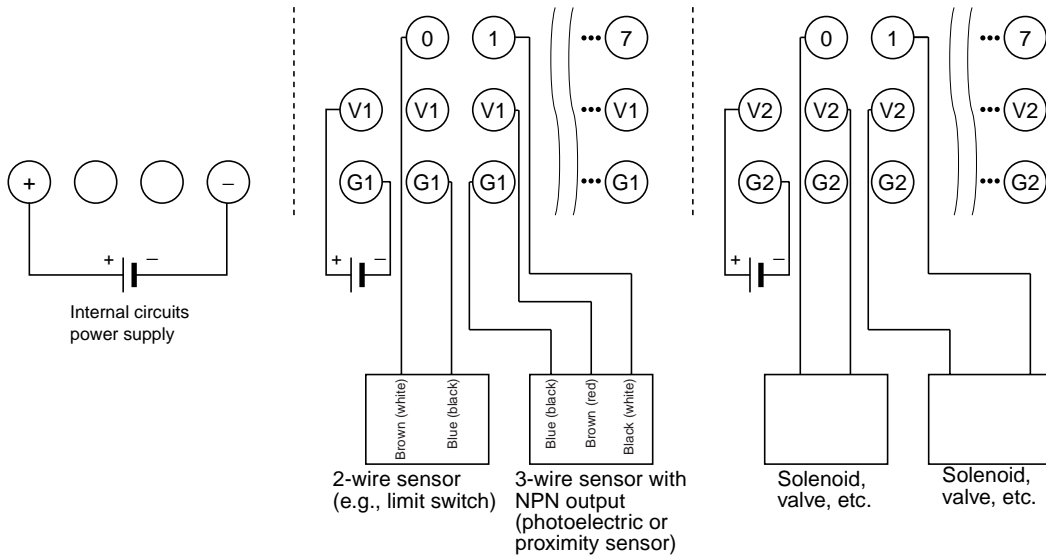 0 1 ••• 7
V1 V1 V1 ••• V1
G1 G1 G1 ••• G1
0 1 ••• 7
V2 V2 V2 ••• V2
G2 G2 G2 ••• G2
+ –
+ –
Internal circuits
power supply
+ –
+ –
Brown (white)
Blue (black)
Blue (black)
Brown (red)
Black (white)
2-wire sensor
(e.g., limit switch)
3-wire sensor with
NPN output
(photoelectric or
proximity sensor)
Solenoid,
valve, etc.
Solenoid,
valve, etc.